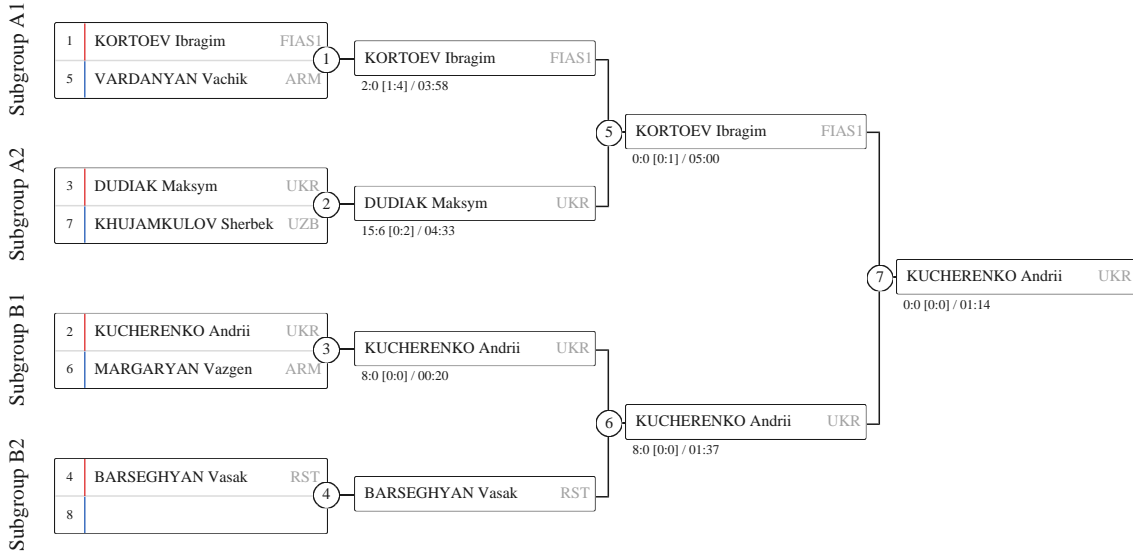 Subgroup A1
1 KORTOEV Ibragim FIAS1
5 VARDANYAN Vachik ARM
1
KORTOEV Ibragim FIAS1
2:0 [1:4] / 03:58
Subgroup A2
3 DUDIAK Maksym UKR
7 KHUJAMKULOV Sherbek UZB
2
DUDIAK Maksym UKR
15:6 [0:2] / 04:33
5
KORTOEV Ibragim FIAS1
0:0 [0:1] / 05:00
Subgroup B1
2 KUCHERENKO Andrii UKR
6 MARGARYAN Vazgen ARM
3
KUCHERENKO Andrii UKR
8:0 [0:0] / 00:20
Subgroup B2
4 BARSEGHYAN Vasak RST
8
4
BARSEGHYAN Vasak RST
6
KUCHERENKO Andrii UKR
8:0 [0:0] / 01:37
7
KUCHERENKO Andrii UKR
0:0 [0:0] / 01:14